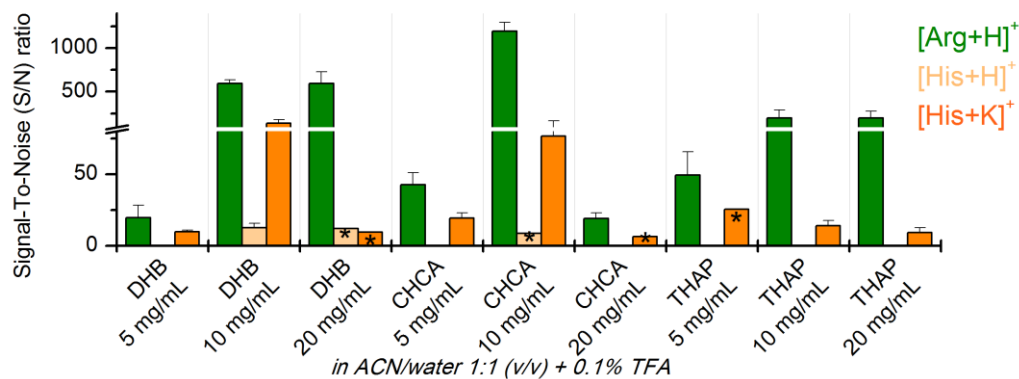 Signal-To-Noise (S/N) ratio
1000
500
50
0
[Arg+H]+
[His+H]+
[His+K]+
* * * * *
DHB
5 mg/mL
DHB
10 mg/mL
DHB
20 mg/mL
CHCA
5 mg/mL
CHCA
10 mg/mL
CHCA
20 mg/mL
THAP
5 mg/mL
THAP
10 mg/mL
THAP
20 mg/mL
in ACN/water 1:1 (v/v) + 0.1% TFA